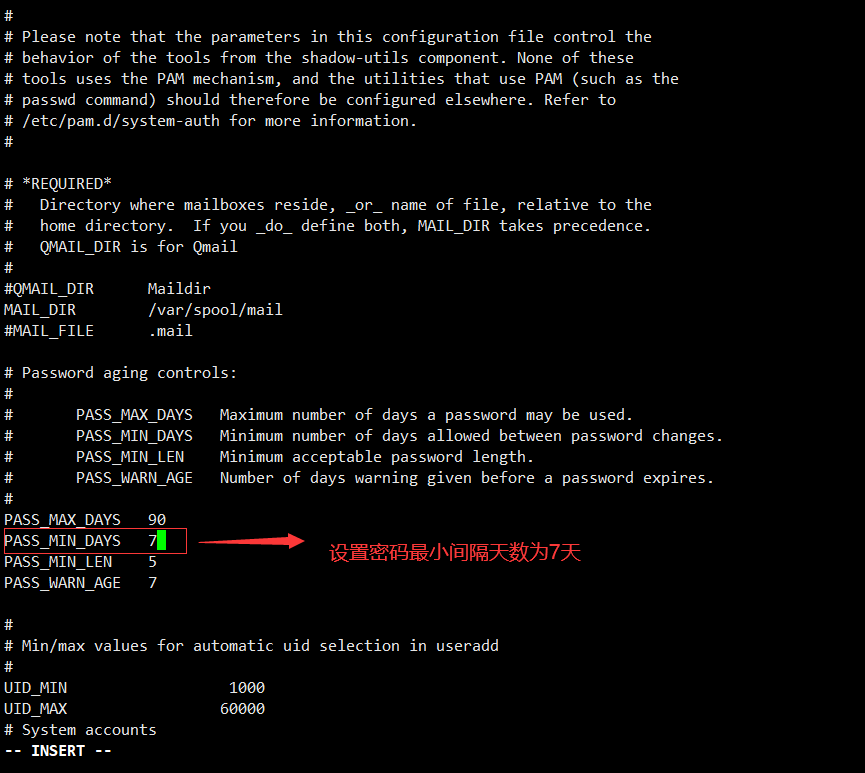 #
# Please note that the parameters in this configuration file control the
# behavior of the tools from the shadow-utils component. None of these
# tools uses the PAM mechanism, and the utilities that use PAM (such as the
# passwd command) should therefore be configured elsewhere. Refer to
# /etc/pam.d/system-auth for more information.
#

# *REQUIRED*
#   Directory where mailboxes reside, _or_ name of file, relative to the
#   home directory.  If you _do_ define both, MAIL_DIR takes precedence.
#   QMAIL_DIR is for Qmail
#
#QMAIL_DIR      Maildir
MAIL_DIR        /var/spool/mail
#MAIL_FILE      .mail

# Password aging controls:
#
#       PASS_MAX_DAYS   Maximum number of days a password may be used.
#       PASS_MIN_DAYS   Minimum number of days allowed between password changes.
#       PASS_MIN_LEN    Minimum acceptable password length.
#       PASS_WARN_AGE   Number of days warning given before a password expires.
#
PASS_MAX_DAYS   90
PASS_MIN_DAYS   7
设置密码最小间隔天数为7天
PASS_MIN_LEN    5
PASS_WARN_AGE   7

#
# Min/max values for automatic uid selection in useradd
#
UID_MIN                  1000
UID_MAX                 60000
# System accounts
-- INSERT --